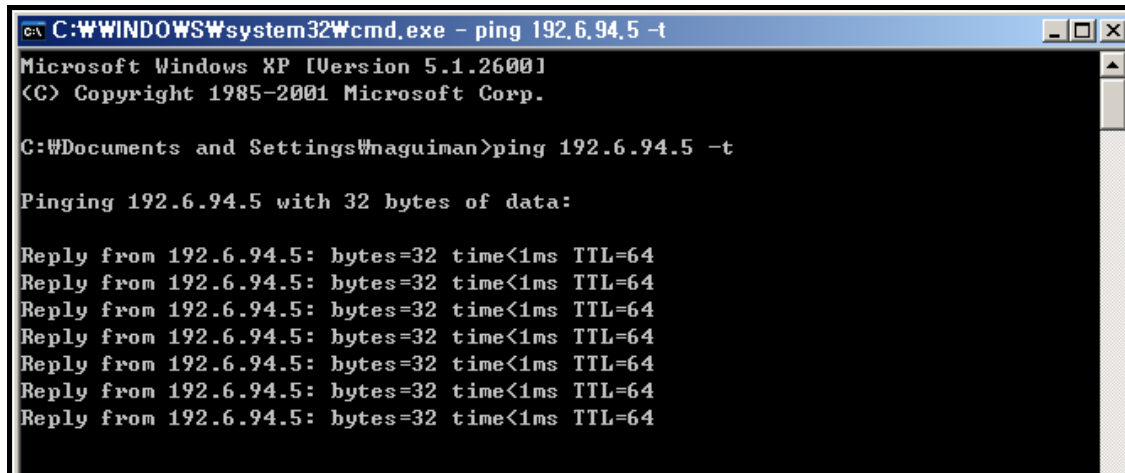 C:₩WINDOWS₩system32₩cmd.exe - ping 192.6.94.5 -t
Microsoft Windows XP [Version 5.1.2600]
(C) Copyright 1985-2001 Microsoft Corp.
C:₩Documents and Settings₩naguiman>ping 192.6.94.5 -t
Pinging 192.6.94.5 with 32 bytes of data:
Reply from 192.6.94.5: bytes=32 time<1ms TTL=64
Reply from 192.6.94.5: bytes=32 time<1ms TTL=64
Reply from 192.6.94.5: bytes=32 time<1ms TTL=64
Reply from 192.6.94.5: bytes=32 time<1ms TTL=64
Reply from 192.6.94.5: bytes=32 time<1ms TTL=64
Reply from 192.6.94.5: bytes=32 time<1ms TTL=64
Reply from 192.6.94.5: bytes=32 time<1ms TTL=64